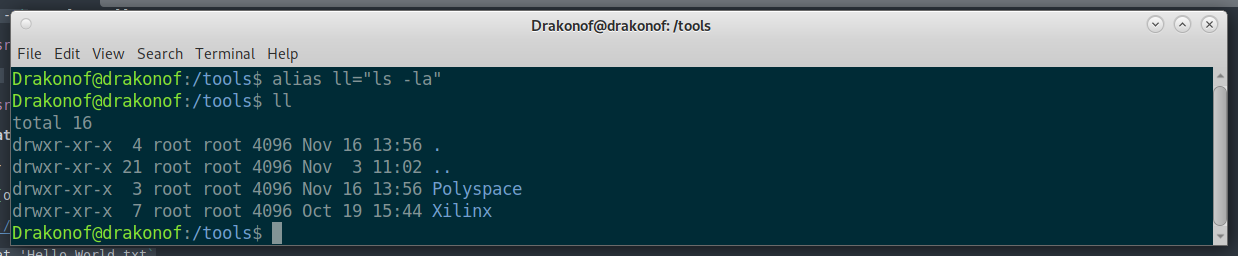 Drakonof@drakonof: /tools
File Edit View Search Terminal Help
Drakonof@drakonof:/tools$ alias ll="ls -la"
Drakonof@drakonof:/tools$ ll
total 16
drwxr-xr-x  4 root root 4096 Nov 16 13:56 .
drwxr-xr-x 21 root root 4096 Nov  3 11:02 ..
drwxr-xr-x  3 root root 4096 Nov 16 13:56 Polyspace
drwxr-xr-x  7 root root 4096 Oct 19 15:44 Xilinx
Drakonof@drakonof:/tools$
'Hello World.txt`